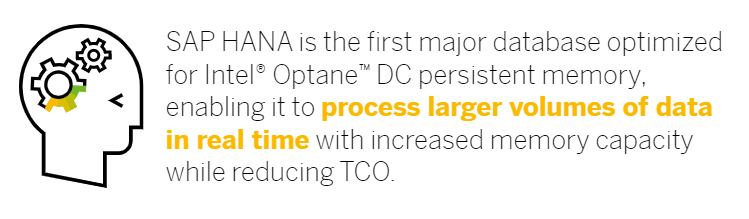 SAP HANA is the first major database optimized
for Intel® Optane™ DC persistent memory,
enabling it to process larger volumes of data
in real time with increased memory capacity
while reducing TCO.